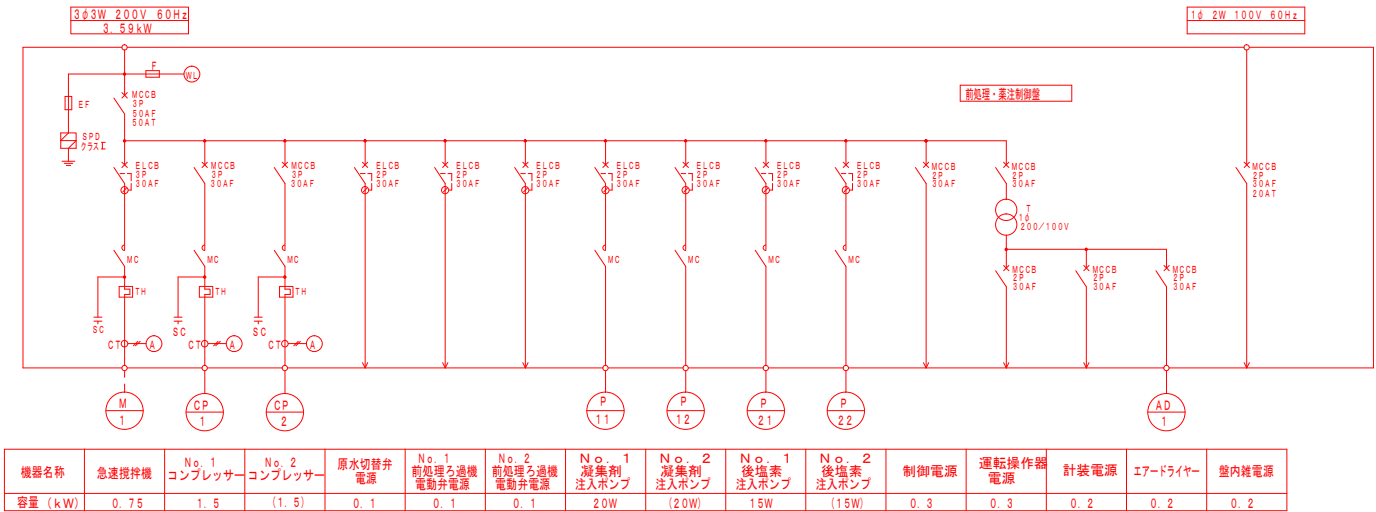 3φ3W 200V 60Hz
3.59kW
1φ 2W 100V 60Hz
F
WL
EF
MCCB
3P
50AF
50AT
SPD
クラスⅡ
前処理・薬注制御盤
ELCB
3P
30AF
MCCB
3P
30AF
MCCB
3P
30AF
ELCB
2P
30AF
ELCB
2P
30AF
ELCB
2P
30AF
ELCB
2P
30AF
ELCB
2P
30AF
ELCB
2P
30AF
ELCB
2P
30AF
MCCB
2P
30AF
MCCB
2P
30AF
MCCB
2P
30AF
20AT
T
1φ
200/100V
MC
MC
MC
MC
MC
MC
MC
MCCB
2P
30AF
MCCB
2P
30AF
MCCB
2P
30AF
TH
TH
TH
SC
SC
SC
CT
A
CT
A
CT
A
M
1
CP
1
CP
2
P
11
P
12
P
21
P
22
AD
1
機器名称
急速撹拌機
No. 1
コンプレッサー
No. 2
コンプレッサー
原水切替弁
電源
No. 1
前処理ろ過機
電動弁電源
No. 2
前処理ろ過機
電動弁電源
No. 1
凝集剤
注入ポンプ
No. 2
凝集剤
注入ポンプ
No. 1
後塩素
注入ポンプ
No. 2
後塩素
注入ポンプ
制御電源
運転操作器
電源
計装電源
エアードライヤー
盤内雑電源
容量 (kW)
0.75
1.5
(1.5)
0.1
0.1
0.1
20W
(20W)
15W
(15W)
0.3
0.3
0.2
0.2
0.2